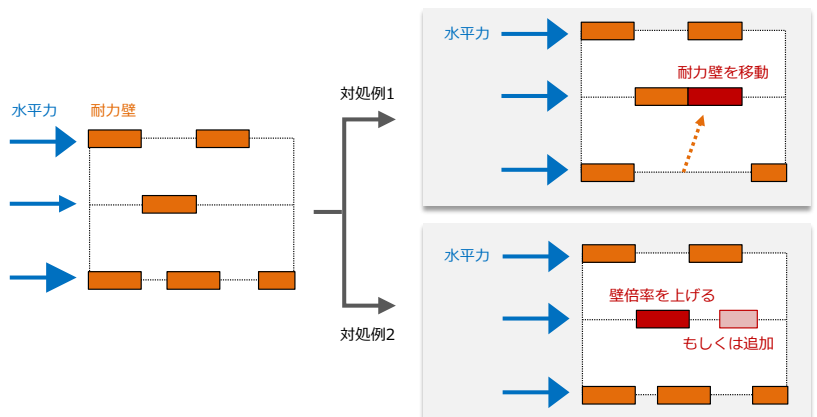 水平力
耐力壁
対処例1
水平力
耐力壁を移動
対処例2
水平力
壁倍率を上げる
もしくは追加